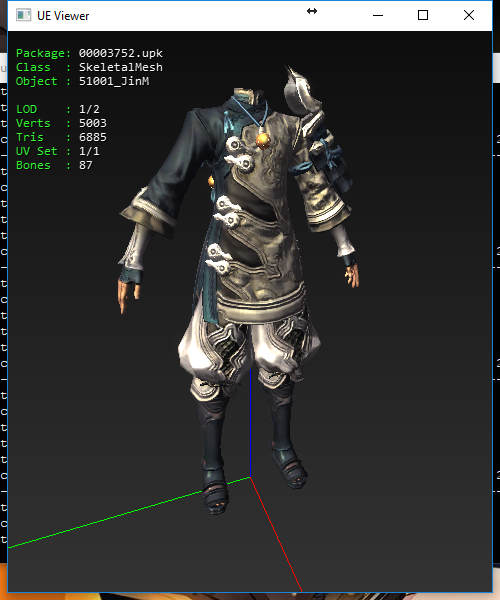 UE Viewer
Package: 00003752.upk
Class : SkeletalMesh
Object : 51001_JinM
LOD : 1/2
Verts : 5003
Tris : 6885
UV Set : 1/1
Bones : 87